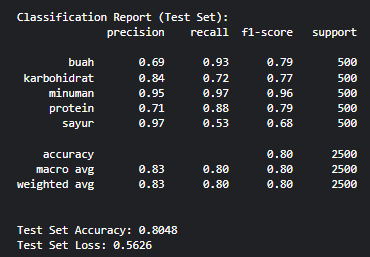 Classification Report (Test Set):
precision recall f1-score support
buah 0.69 0.93 0.79 500
karbohidrat 0.84 0.72 0.77 500
minuman 0.95 0.97 0.96 500
protein 0.71 0.88 0.79 500
sayur 0.97 0.53 0.68 500
accuracy 0.80 2500
macro avg 0.83 0.80 0.80 2500
weighted avg 0.83 0.80 0.80 2500
Test Set Accuracy: 0.8048
Test Set Loss: 0.5626